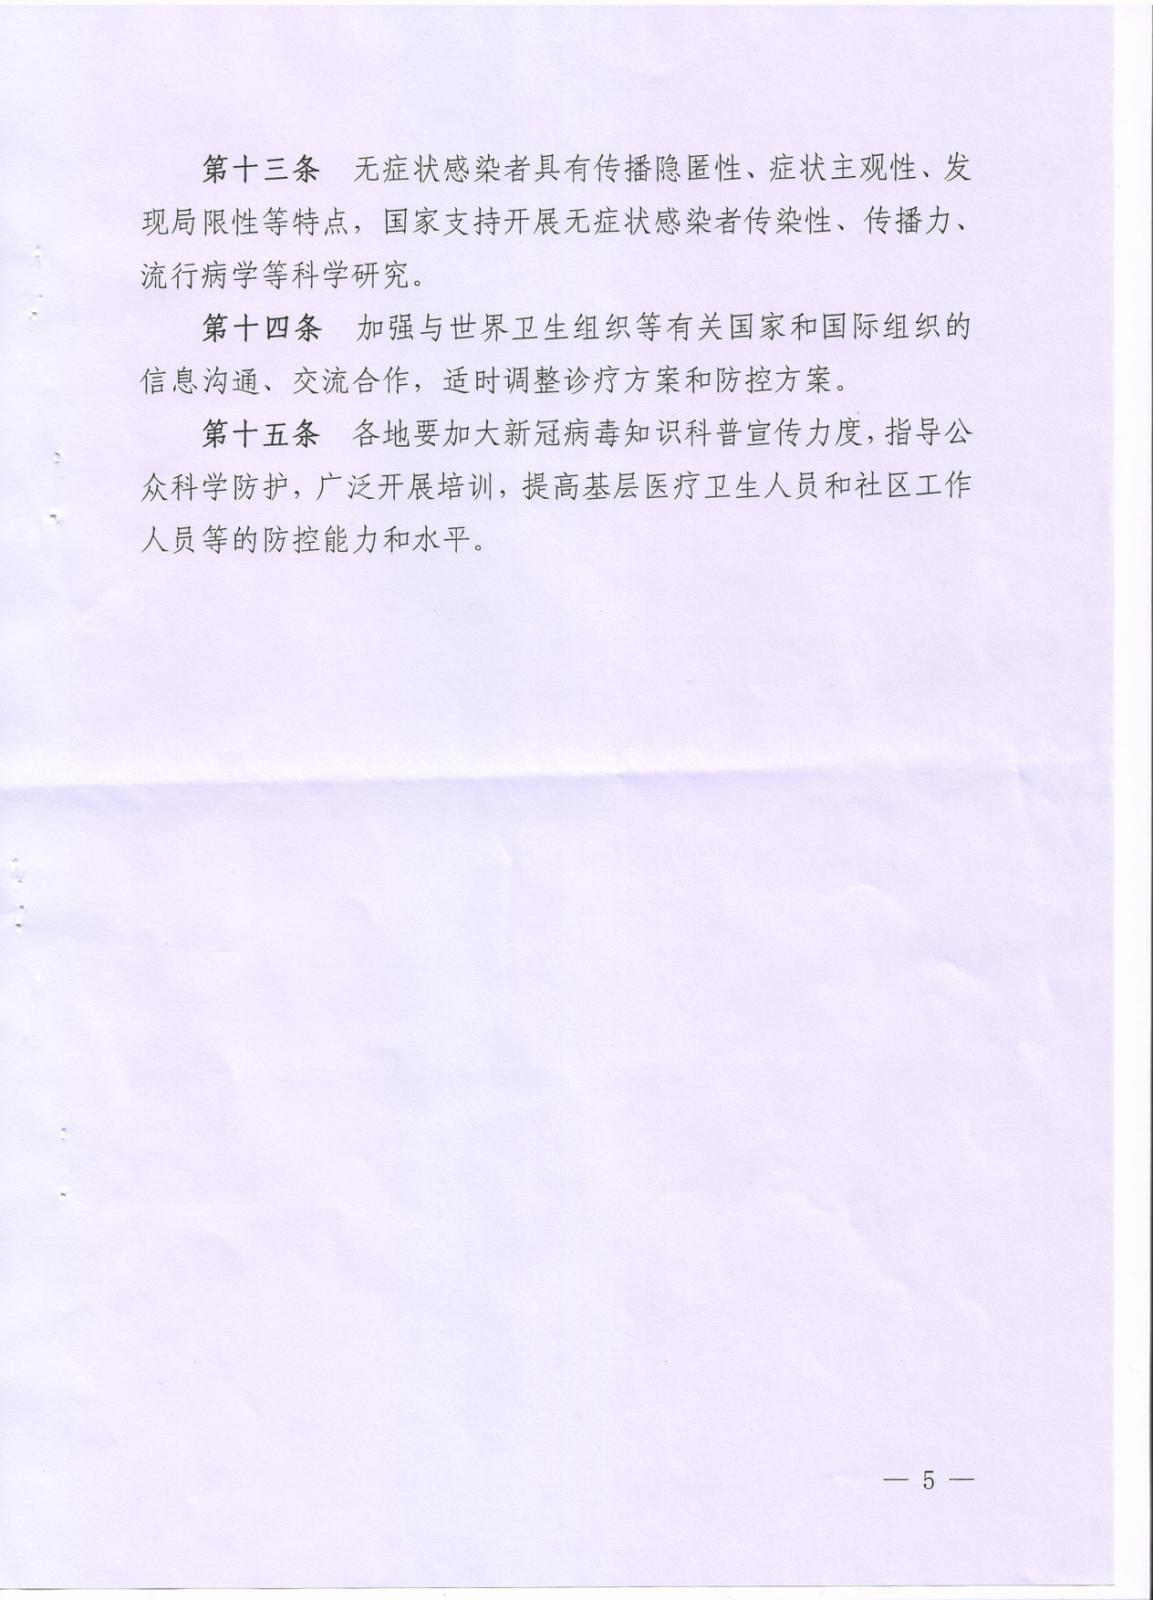 第十三条 无症状感染者具有传播隐匿性、症状主观性、发
现局限性等特点，国家支持开展无症状感染者传染性、传播力、
流行病学等科学研究。
第十四条 加强与世界卫生组织等有关国家和国际组织的
信息沟通、交流合作，适时调整诊疗方案和防控方案。
第十五条 各地要加大新冠病毒知识科普宣传力度，指导公
众科学防护，广泛开展培训，提高基层医疗卫生人员和社区工作
人员等的防控能力和水平。
— 5 —